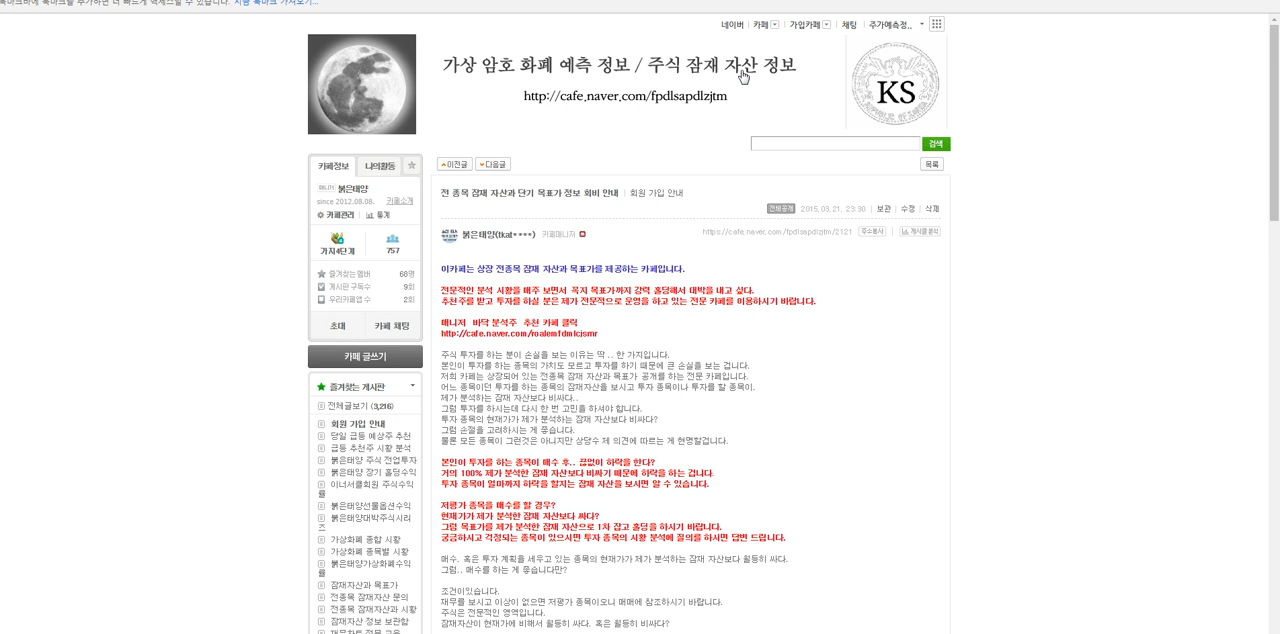 북마크바에 북마크를 추가하면 더 빠르게 액세스할 수 있습니다. 지금 북마크 가져오기...
네이버 카페 가입카페 채팅 주가예측정..
가상 암호 화폐 예측 정보 / 주식 잠재 자산 정보
http://cafe.naver.com/fpdlsapdlzjtm
KS
검색
카페정보 나의활동
이전글 다음글 목록
붉은태양
since 2012.08.08. 카페소개
카페관리 통계
가지4단계 757
즐겨찾는 멤버 68명
게시판 구독수 9회
우리카페앱 수 2회
초대 카페 채팅
카페 글쓰기
즐겨찾는 게시판
전체글보기 (3,216)
회원 가입 안내
당일 급등 예상주 추천
급등 추천주 시황 분석
붉은태양 주식 전업투자
붉은태양 장기 홀딩수익
이너서클회원 주식수익
률
붉은태양선물옵션수익
붉은태양대박주식시리
즈
가상화폐 종합 시황
가상화폐 종목별 시황
붉은태양가상화폐수익
률
잠재자산과 목표가
전종목 잠재자산 문의
전종목 잠재자산과 시황
잠재자산 정보 보관함
전 종목 잠재 자산과 단기 목표가 정보 회비 안내 회원 가입 안내
전체공개 2015.03.21. 23:90 보관 수정 삭제
붉은태양(tkat****) 카페매니저
https://cafe.naver.com/fpdlsapdlzjtm/2121 주소복사 게시글 분석
이카페는 상장 전종목 잠재 자산과 목표가를 제공하는 카페입니다.
전문적인 분석 시황을 매주 보면서 꼭지 목표가까지 강력 홀딩해서 대박을 내고 싶다.
추천주를 받고 투자를 하실 분은 제가 전문적으로 운영을 하고 있는 전문 카페를 이용하시기 바랍니다.
매니저 바닥 분석주 추천 카페 클릭
http://cafe.naver.com/roalemfdmlcjsmr
주식 투자를 하는 분이 손실을 보는 이유는 딱 .. 한 가지입니다.
본인이 투자를 하는 종목의 가치도 모르고 투자를 하기 때문에 큰 손실을 보는 겁니다.
저희 카페는 상장되어 있는 전종목 잠재 자산과 목표가 공개를 하는 전문 카페입니다.
어느 종목이던 투자를 하는 종목의 잠재자산을 보시고 투자 종목이나 투자를 할 종목이.
제가 분석하는 잠재 자산보다 비싸다..
그럼 투자를 하시는데 다시 한 번 고민을 하셔야 합니다.
투자 종목의 현재가가 제가 분석하는 잠재 자산보다 비싸다?
그럼 손절을 고려하시는 게 좋습니다.
물론 모든 종목이 그런것은 아니지만 상당수 제 의견에 따르는 게 현명할겁니다.
본인이 투자를 하는 종목이 매수 후.. 끊없이 하락을 한다?
거의 100% 제가 분석한 잠재 자산보다 비싸기 때문에 하락을 하는 겁니다.
투자 종목이 얼마까지 하락을 할지는 잠재 자산을 보시면 알 수 있습니다.
저평가 종목을 매수를 할 경우?
현재가가 제가 분석한 잠재 자산보다 싸다?
그럼 목표가를 제가 분석한 잠재 자산으로 1차 잡고 홀딩을 하시기 바랍니다.
궁금하시고 걱정되는 종목이 있으시면 투자 종목의 시황 분석에 질의를 하시면 답변 드립니다.
매수. 혹은 투자 계획을 세우고 있는 종목의 현재가가 제가 분석하는 잠재 자산보다 월등히 싸다.
그럼.. 매수를 하는 게 좋습니다만?
조건이있습니다.
재무를 보시고 이상이 없으면 저평가 종목이오니 매매에 참조하시기 바랍니다.
주식은 전문적인 영역입니다.
잠재자산이 현재가에 비해서 월등히 싸다. 혹은 월등히 비싸다?